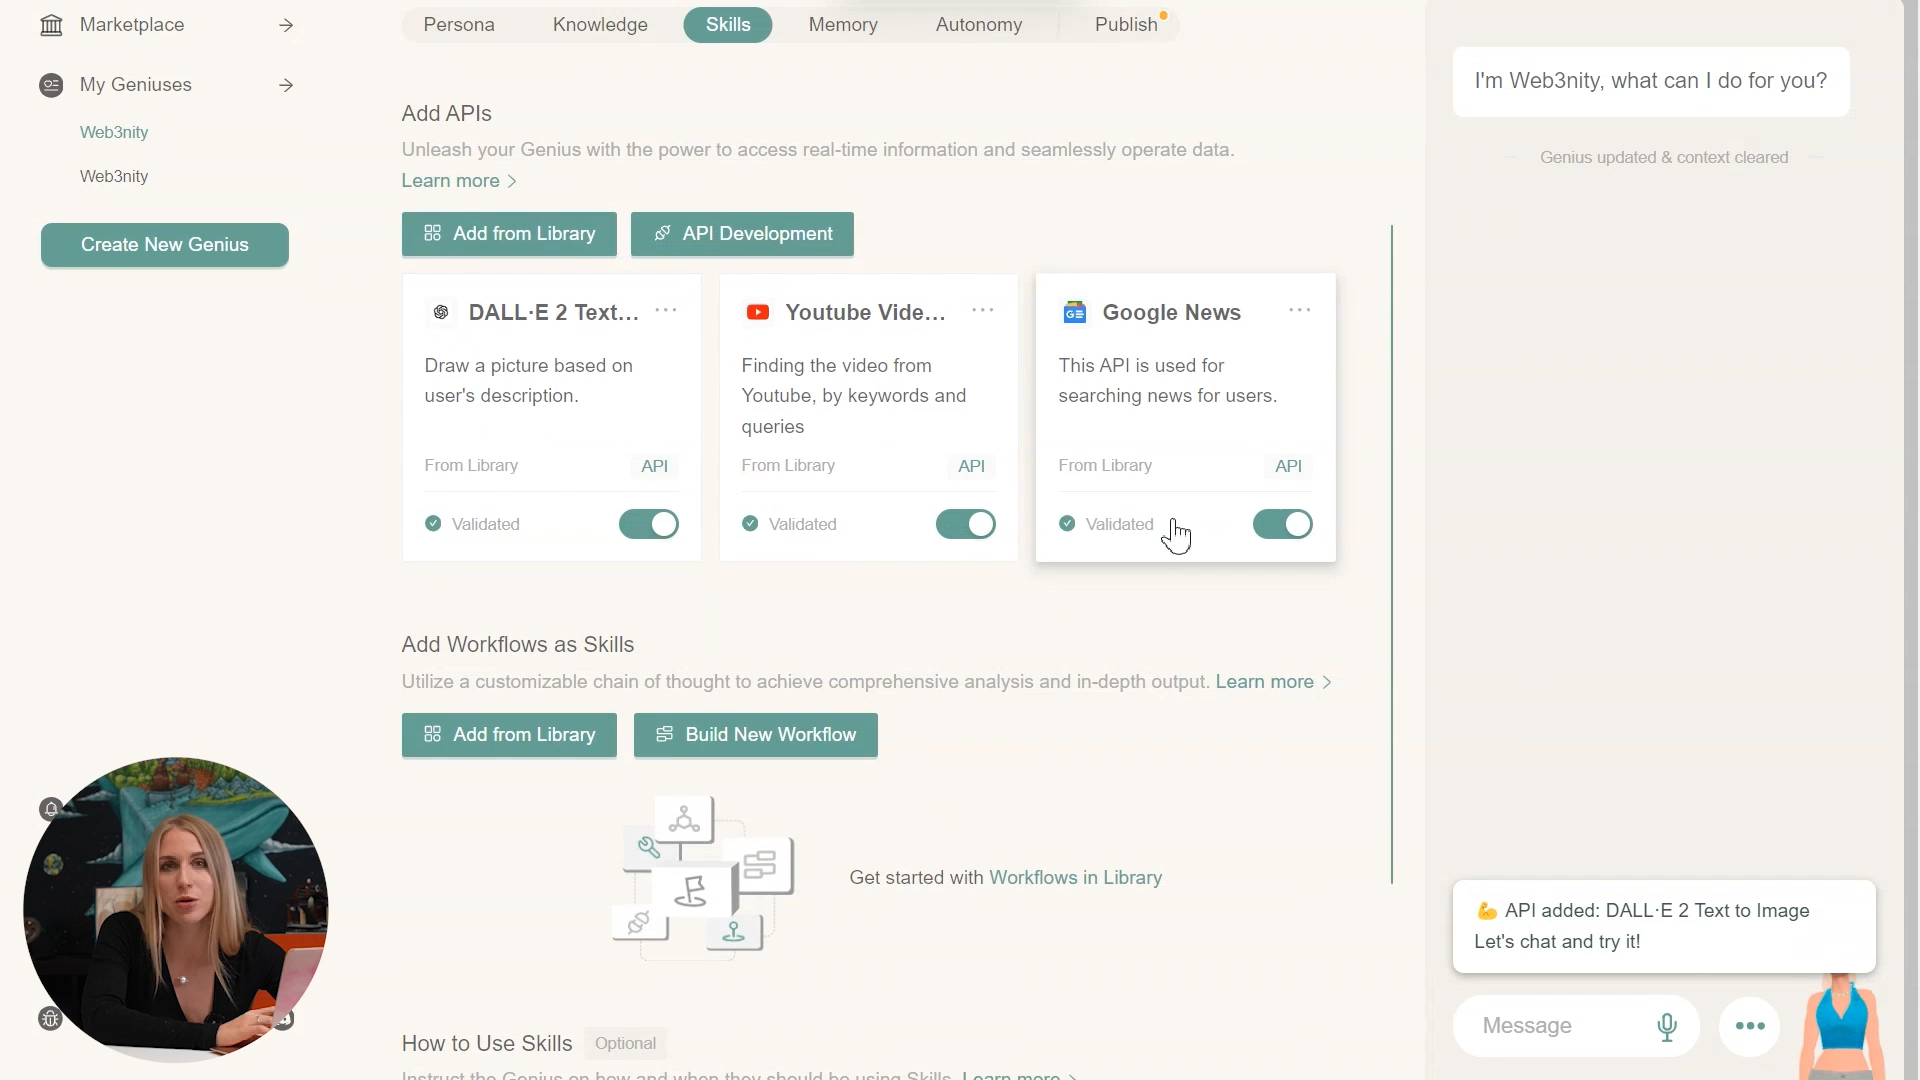 Marketplace
My Geniuses
Web3nity
Web3nity
Create New Genius
Persona
Knowledge
Skills
Memory
Autonomy
Publish
Add APIs
Unleash your Genius with the power to access real-time information and seamlessly operate data.
Learn more >
Add from Library
API Development
DALL·E 2 Text...
Draw a picture based on
user's description.
From Library
API
Validated
Youtube Vide...
Finding the video from
Youtube, by keywords and
queries
From Library
API
Validated
Google News
This API is used for
searching news for users.
From Library
API
Validated
Add Workflows as Skills
Utilize a customizable chain of thought to achieve comprehensive analysis and in-depth output. Learn more >
Add from Library
Build New Workflow
Get started with Workflows in Library
How to Use Skills Optional
Instruct the Genius on how and when they should be using Skills. Learn more >
I'm Web3nity, what can I do for you?
Genius updated & context cleared
💪 API added: DALL·E 2 Text to Image
Let's chat and try it!
Message